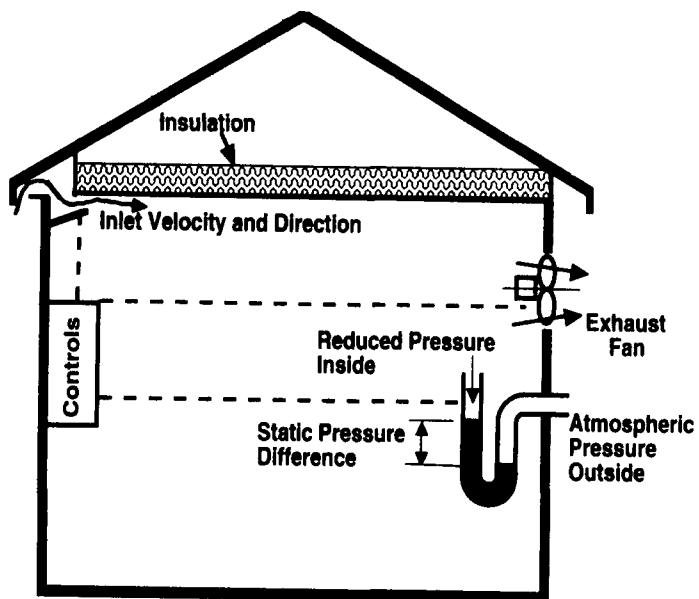 Insulation
Inlet Velocity and Direction
Exhaust
Fan
Reduced Pressure
Inside
Controls
Static Pressure
Difference
Atmospheric
Pressure
Outside